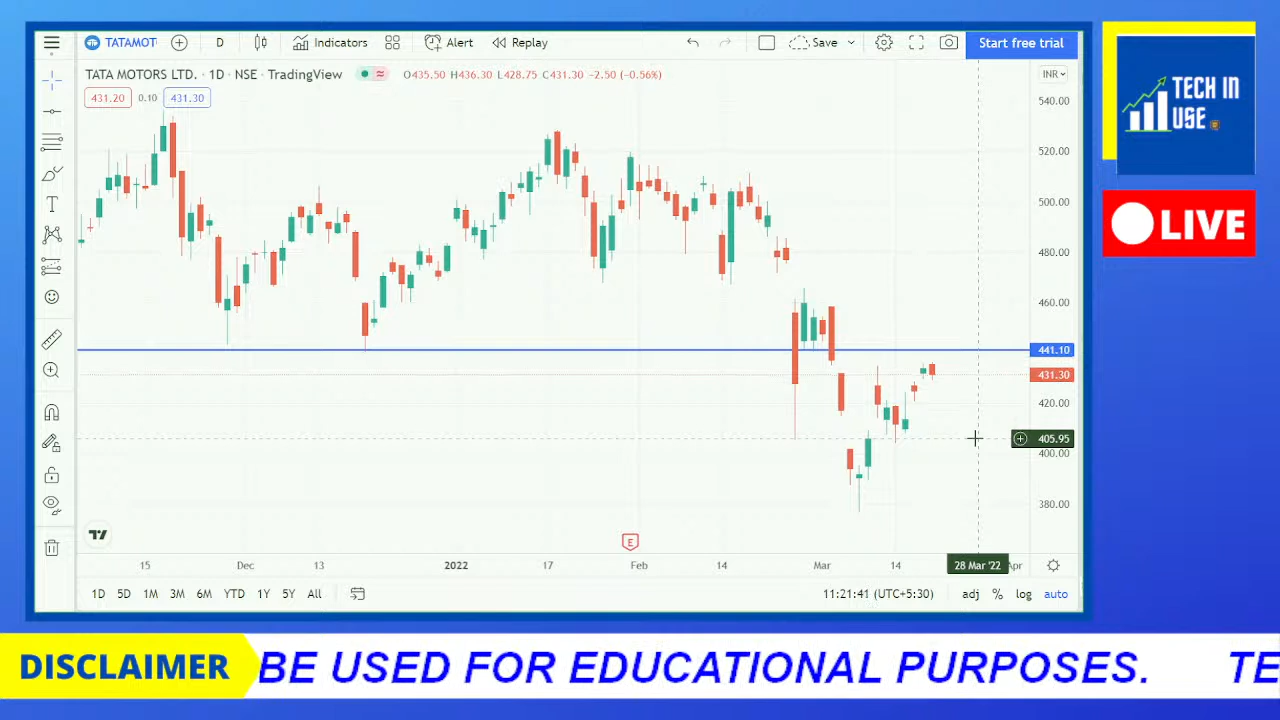 TATAMOT
D
Indicators
Alert
Replay
Save
Start free trial
TATA MOTORS LTD. · 1D · NSE · TradingView
O435.50 H436.30 L428.75 C431.30 -2.50 (-0.56%)
INR
431.20
0.10
431.30
540.00
520.00
500.00
480.00
460.00
441.10
431.30
420.00
405.95
400.00
380.00
E
15
Dec
13
2022
17
Feb
14
Mar
14
28 Mar '22
Apr
1D
5D
1M
3M
6M
YTD
1Y
5Y
All
11:21:41 (UTC+5:30)
adj
%
log
auto
TECH IN
USE
LIVE
DISCLAIMER
BE USED FOR EDUCATIONAL PURPOSES.
TE